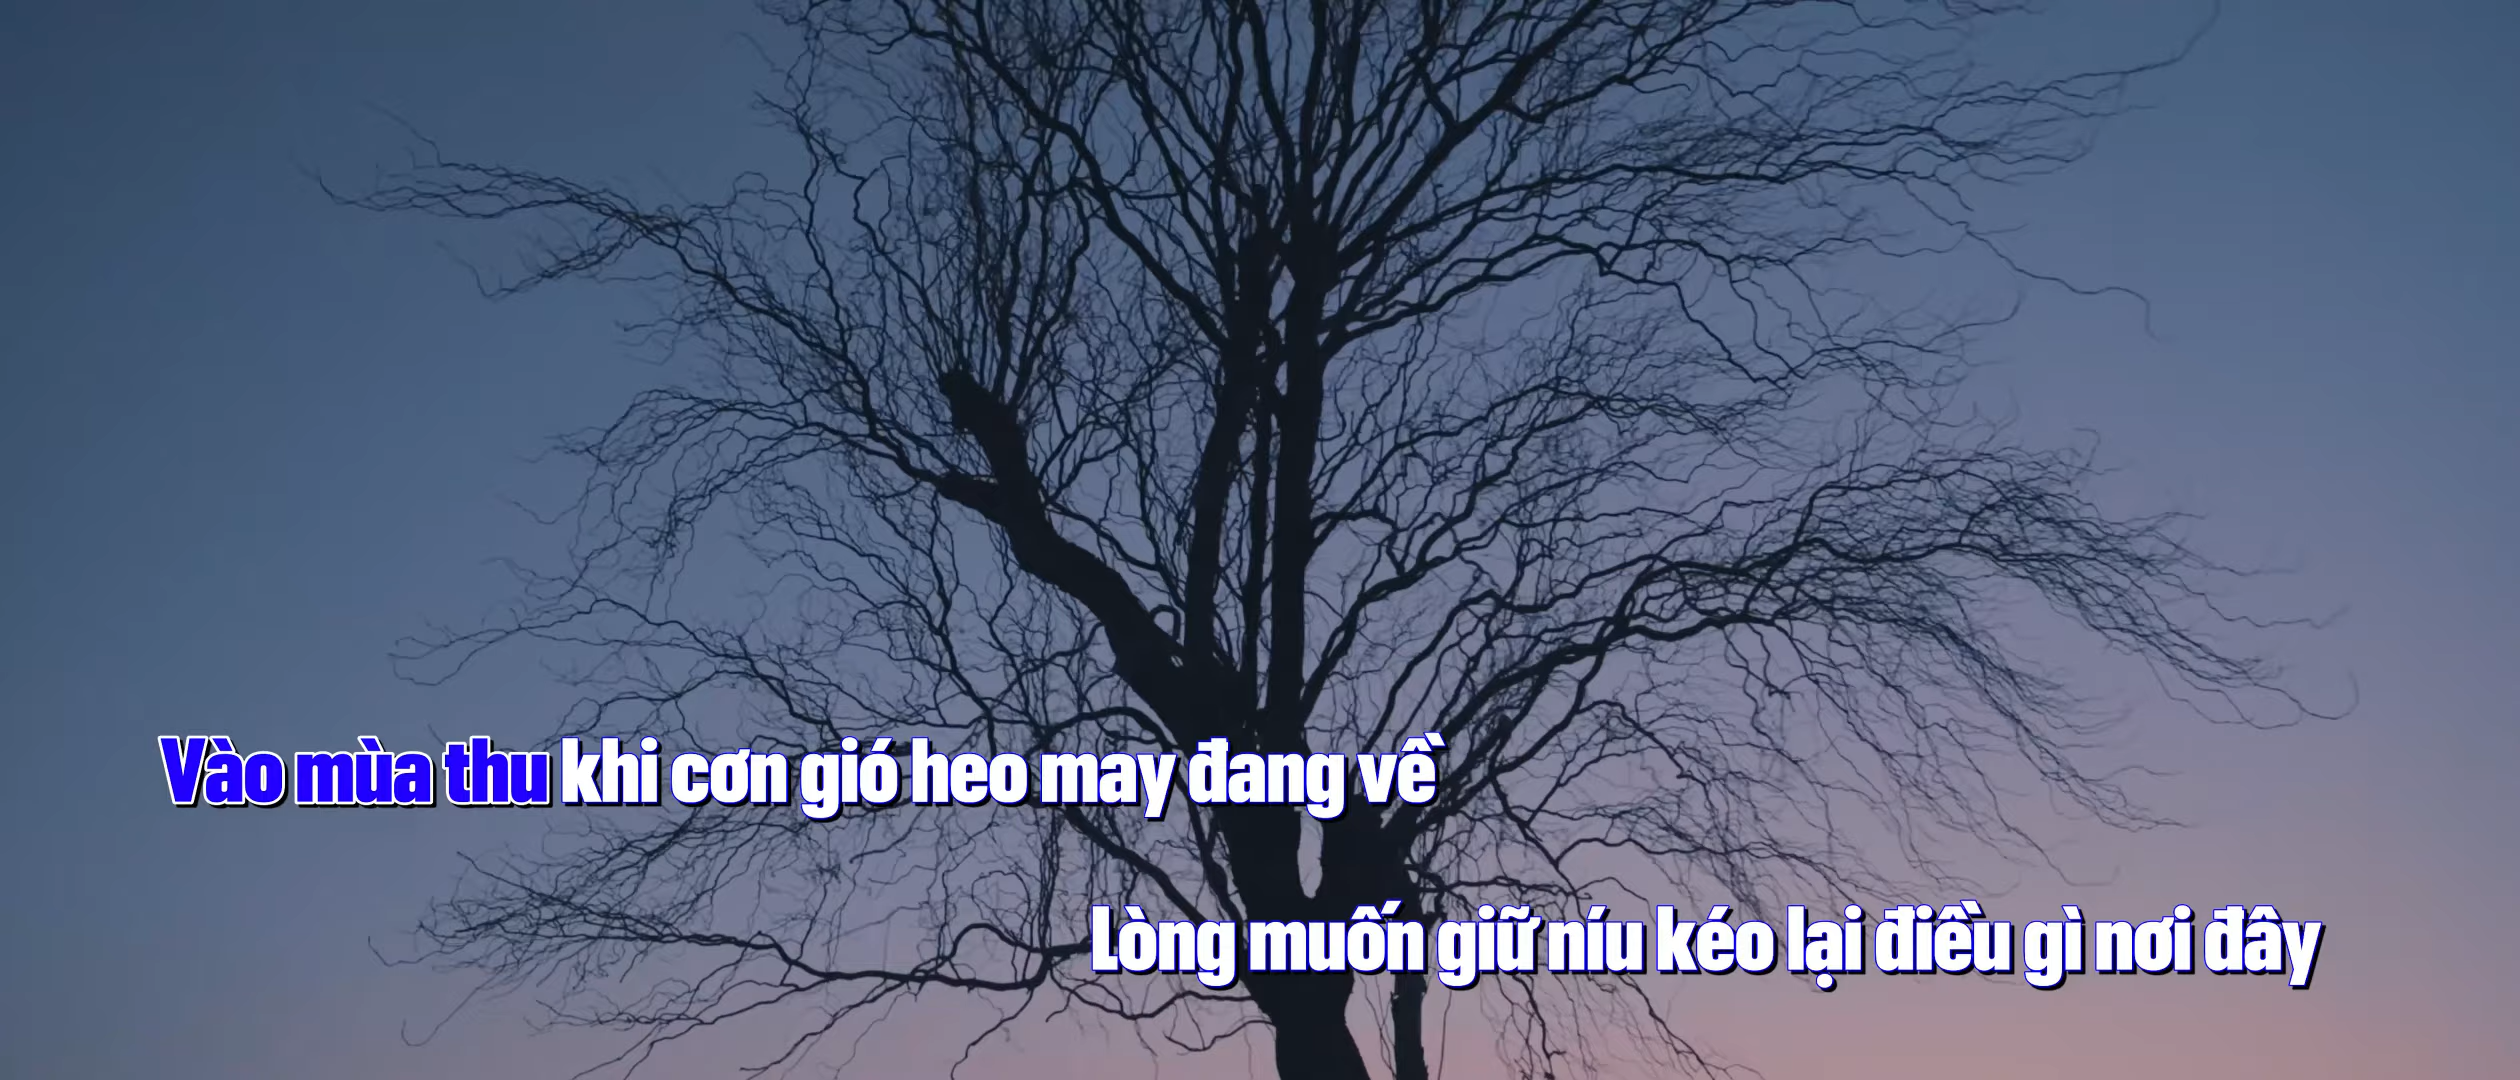 Vào mùa thu khi cơn gió heo may đang về
Lòng muốn giữ níu kéo lại điều gì nơi đây